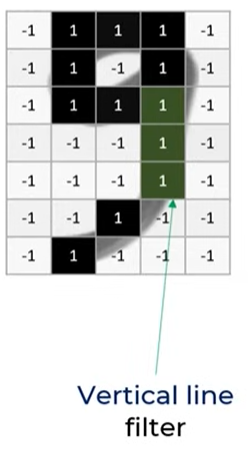 -1 1 1 1 -1
-1 1 -1 1 -1
-1 1 1 1 -1
-1 -1 -1 1 -1
-1 -1 -1 1 -1
-1 -1 1 -1 -1
-1 1 -1 -1 -1
Vertical line
filter